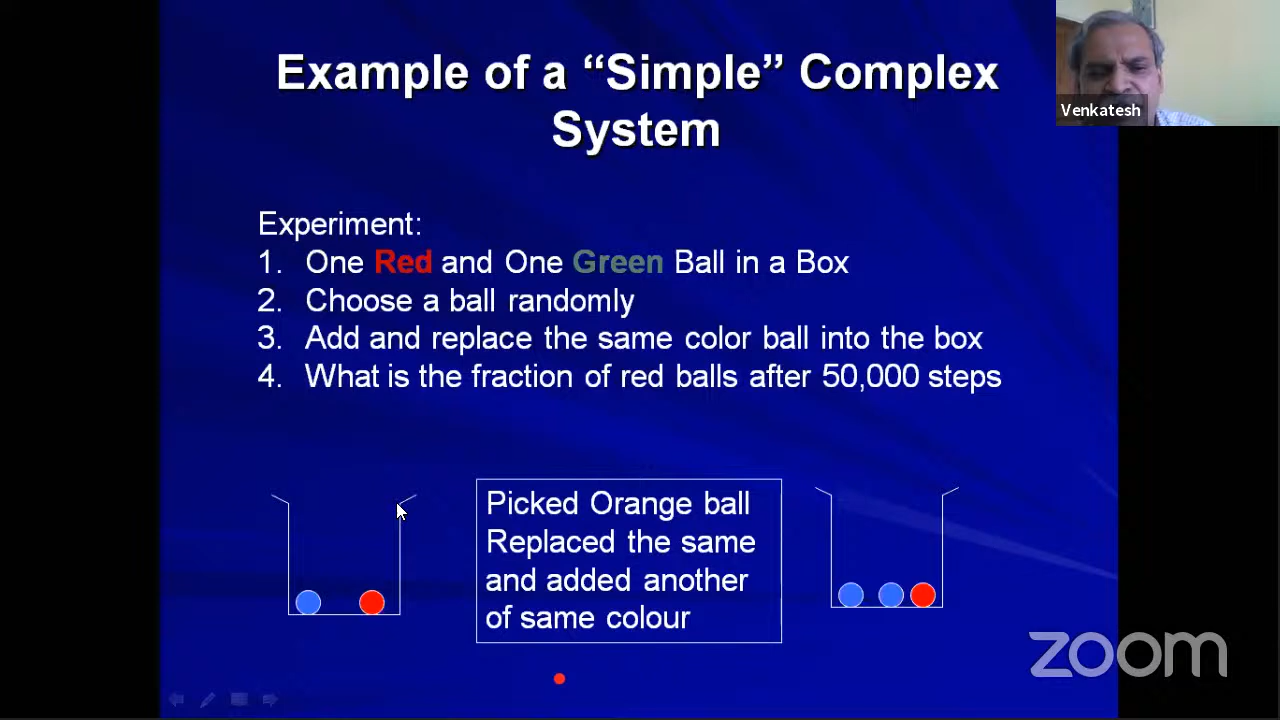 Example of a “Simple” Complex
System
Venkatesh
Experiment:
1. One Red and One Green Ball in a Box
2. Choose a ball randomly
3. Add and replace the same color ball into the box
4. What is the fraction of red balls after 50,000 steps
Picked Orange ball
Replaced the same
and added another
of same colour
zoom